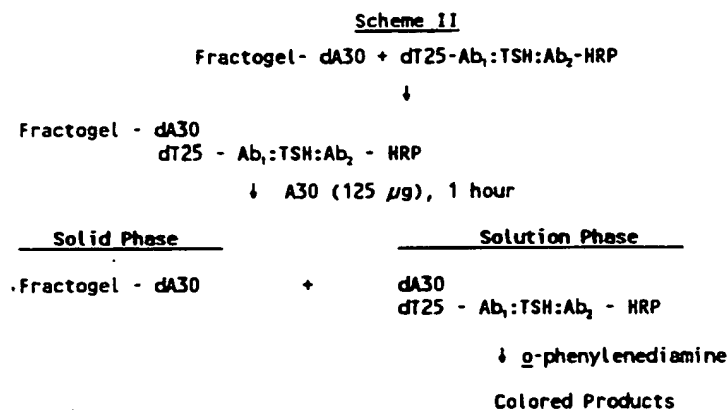 Scheme II
Fractogel- dA30 + dT25-Ab₁:TSH:Ab₂-HRP
↓
Fractogel - dA30
dT25 - Ab₁:TSH:Ab₂ - HRP
↓ A30 (125 µg), 1 hour
Solid Phase Solution Phase
.Fractogel - dA30 + dA30
dT25 - Ab₁:TSH:Ab₂ - HRP
↓ o-phenylenediamine
Colored Products